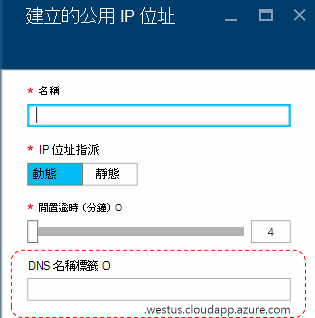 建立的公用 IP 位址
* 名稱
* IP 位址指派
動態 靜態
* 閒置逾時 (分鐘) O
4
DNS 名稱標籤 O
.westus.cloudapp.azure.com